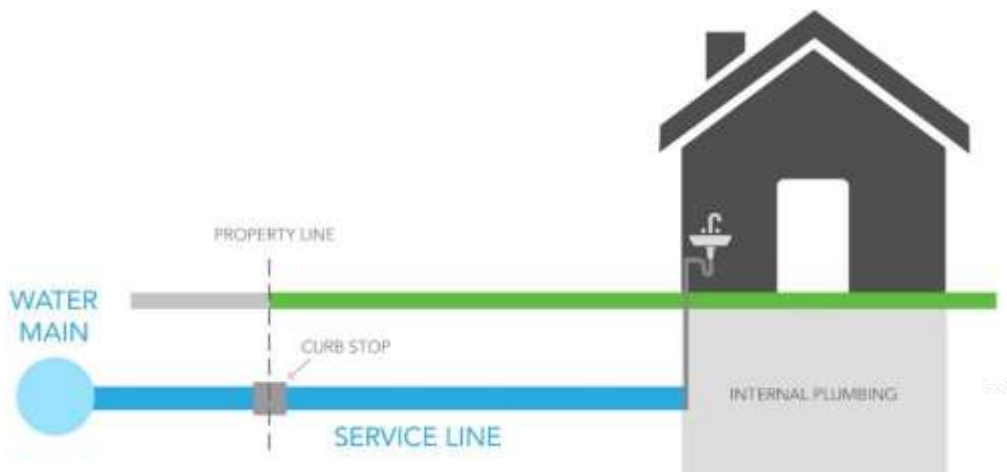 PROPERTY LINE
WATER
MAIN
CURB STOP
INTERNAL PLUMBING
SERVICE LINE